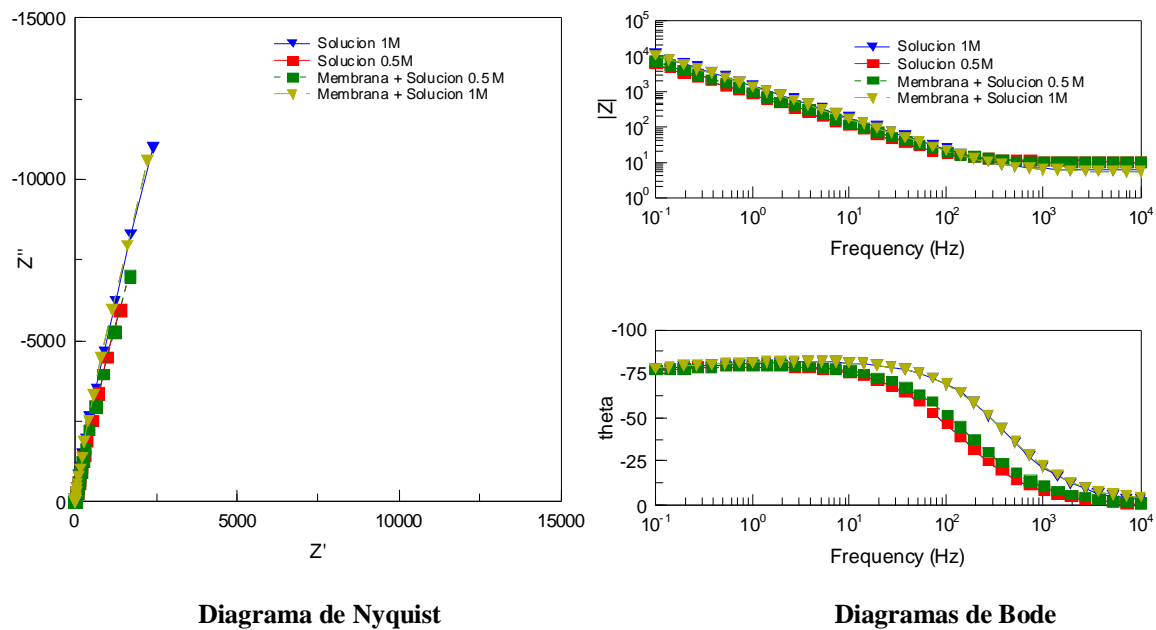 -15000
-10000
-5000
0
Z''
0
5000
10000
15000
Z'
Solucion 1M
Solucion 0.5M
Membrana + Solucion 0.5M
Membrana + Solucion 1M
Diagrama de Nyquist
10^5
10^4
10^3
10^2
10^1
10^0
|Z|
10^-1
10^0
10^1
10^2
10^3
10^4
Frequency (Hz)
Solucion 1M
Solucion 0.5M
Membrana + Solucion 0.5M
Membrana + Solucion 1M
-100
-75
-50
-25
0
theta
10^-1
10^0
10^1
10^2
10^3
10^4
Frequency (Hz)
Diagramas de Bode